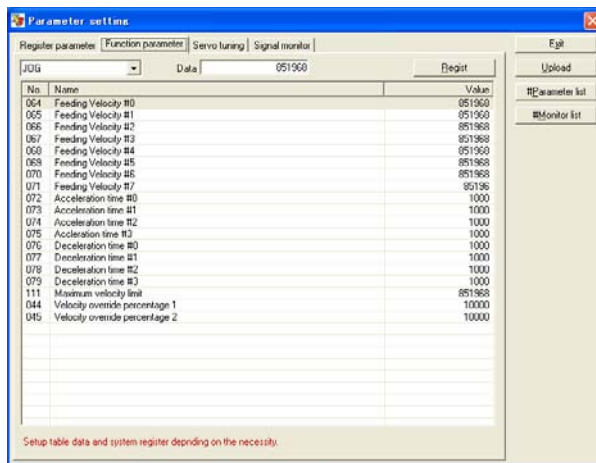 Parameter setting
Register parameter Function parameter Servo tuning Signal monitor
Exit
JOG Data 851968 Regist
Upload
#Parameter list
#Monitor list
No. Name Value
064 Feeding Velocity #0 851968
065 Feeding Velocity #1 851968
066 Feeding Velocity #2 851968
067 Feeding Velocity #3 851968
068 Feeding Velocity #4 851968
069 Feeding Velocity #5 851968
070 Feeding Velocity #6 851968
071 Feeding Velocity #7 85196
072 Acceleration time #0 1000
073 Acceleration time #1 1000
074 Acceleration time #2 1000
075 Accleration time #3 1000
076 Deceleration time #0 1000
077 Deceleration time #1 1000
078 Deceleration time #2 1000
079 Deceleration time #3 1000
111 Maximum velocity limit 851968
044 Velocity override percentage 1 10000
045 Velocity override percentage 2 10000
Setup table data and system register depnding on the necessity.